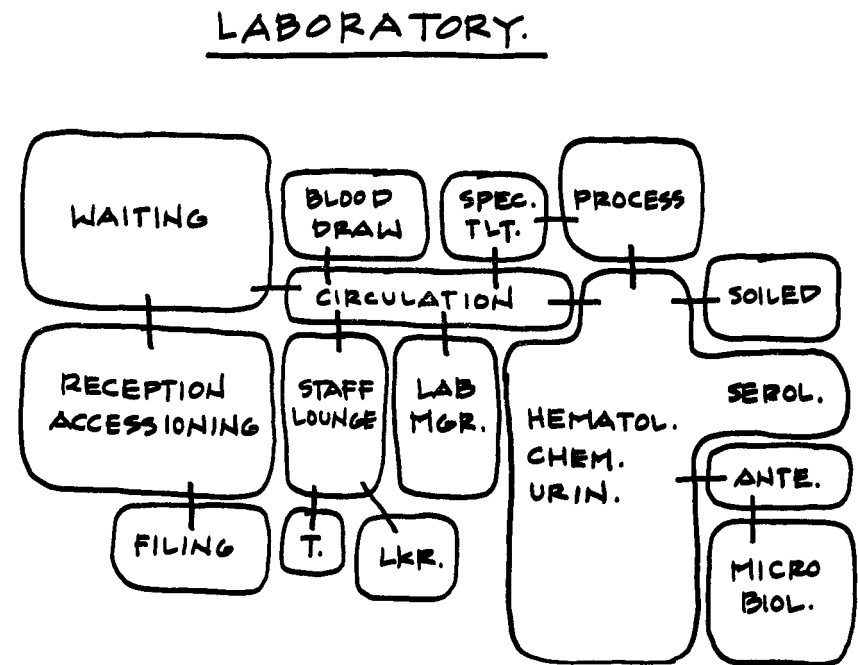 LABORATORY.
WAITING
BLOOD
DRAW
SPEC.
TLT.
PROCESS
CIRCULATION
SOILED
RECEPTION
ACCESSIONING
STAFF
LOUNGE
LAB
MGR.
HEMATOL.
CHEM.
URIN.
SEROL.
ANTE.
FILING
T.
LKR.
MICRO
BIOL.